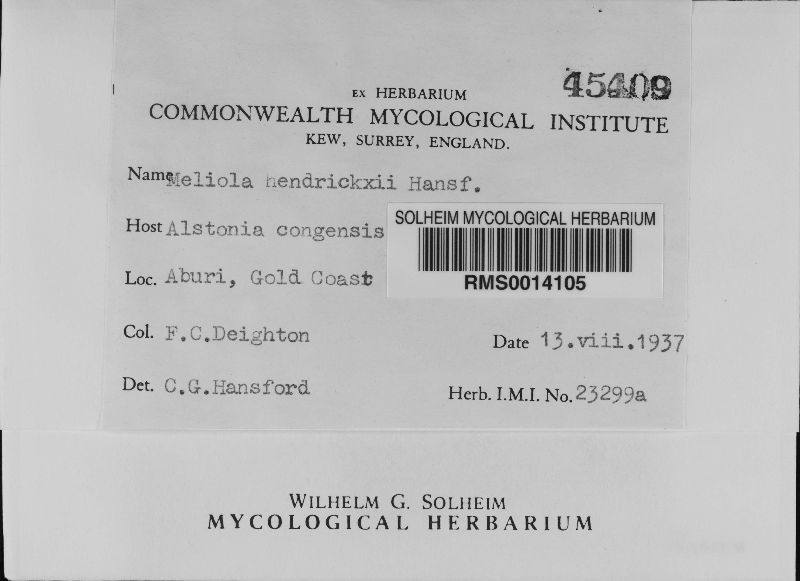 45409
EX HERBARIUM
COMMONWEALTH MYCOLOGICAL INSTITUTE
KEW, SURREY, ENGLAND.
Name Meliola hendrickxii Hansf.
Host Alstonia congensis
SOLHEIM MYCOLOGICAL HERBARIUM
RMS0014105
Loc. Aburi, Gold Coast
Col. F.C.Deighton Date 13.viii.1937
Det. C.G.Hansford Herb. I.M.I. No. 23299a
WILHELM G. SOLHEIM
MYCOLOGICAL HERBARIUM